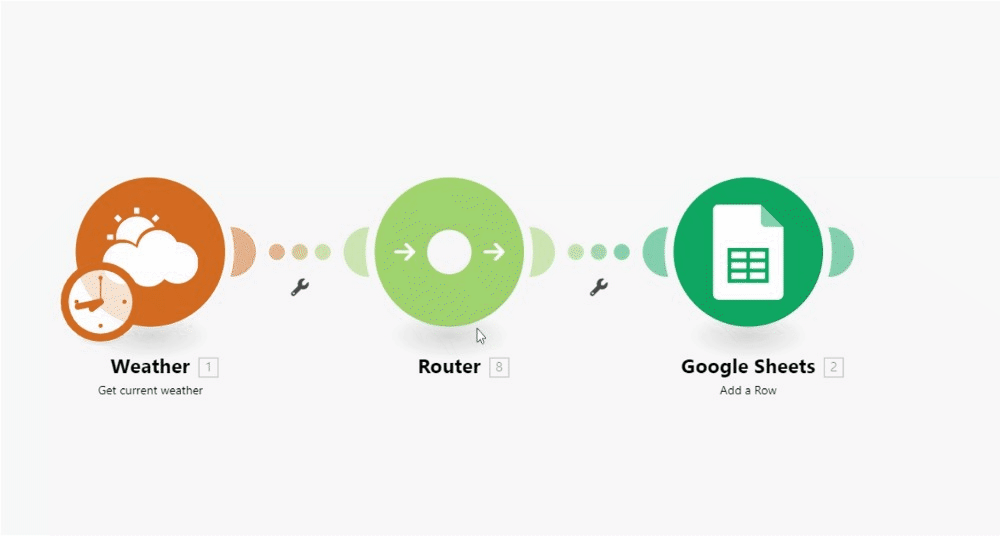 Weather 1
Get current weather
Router 8
Google Sheets 2
Add a Row